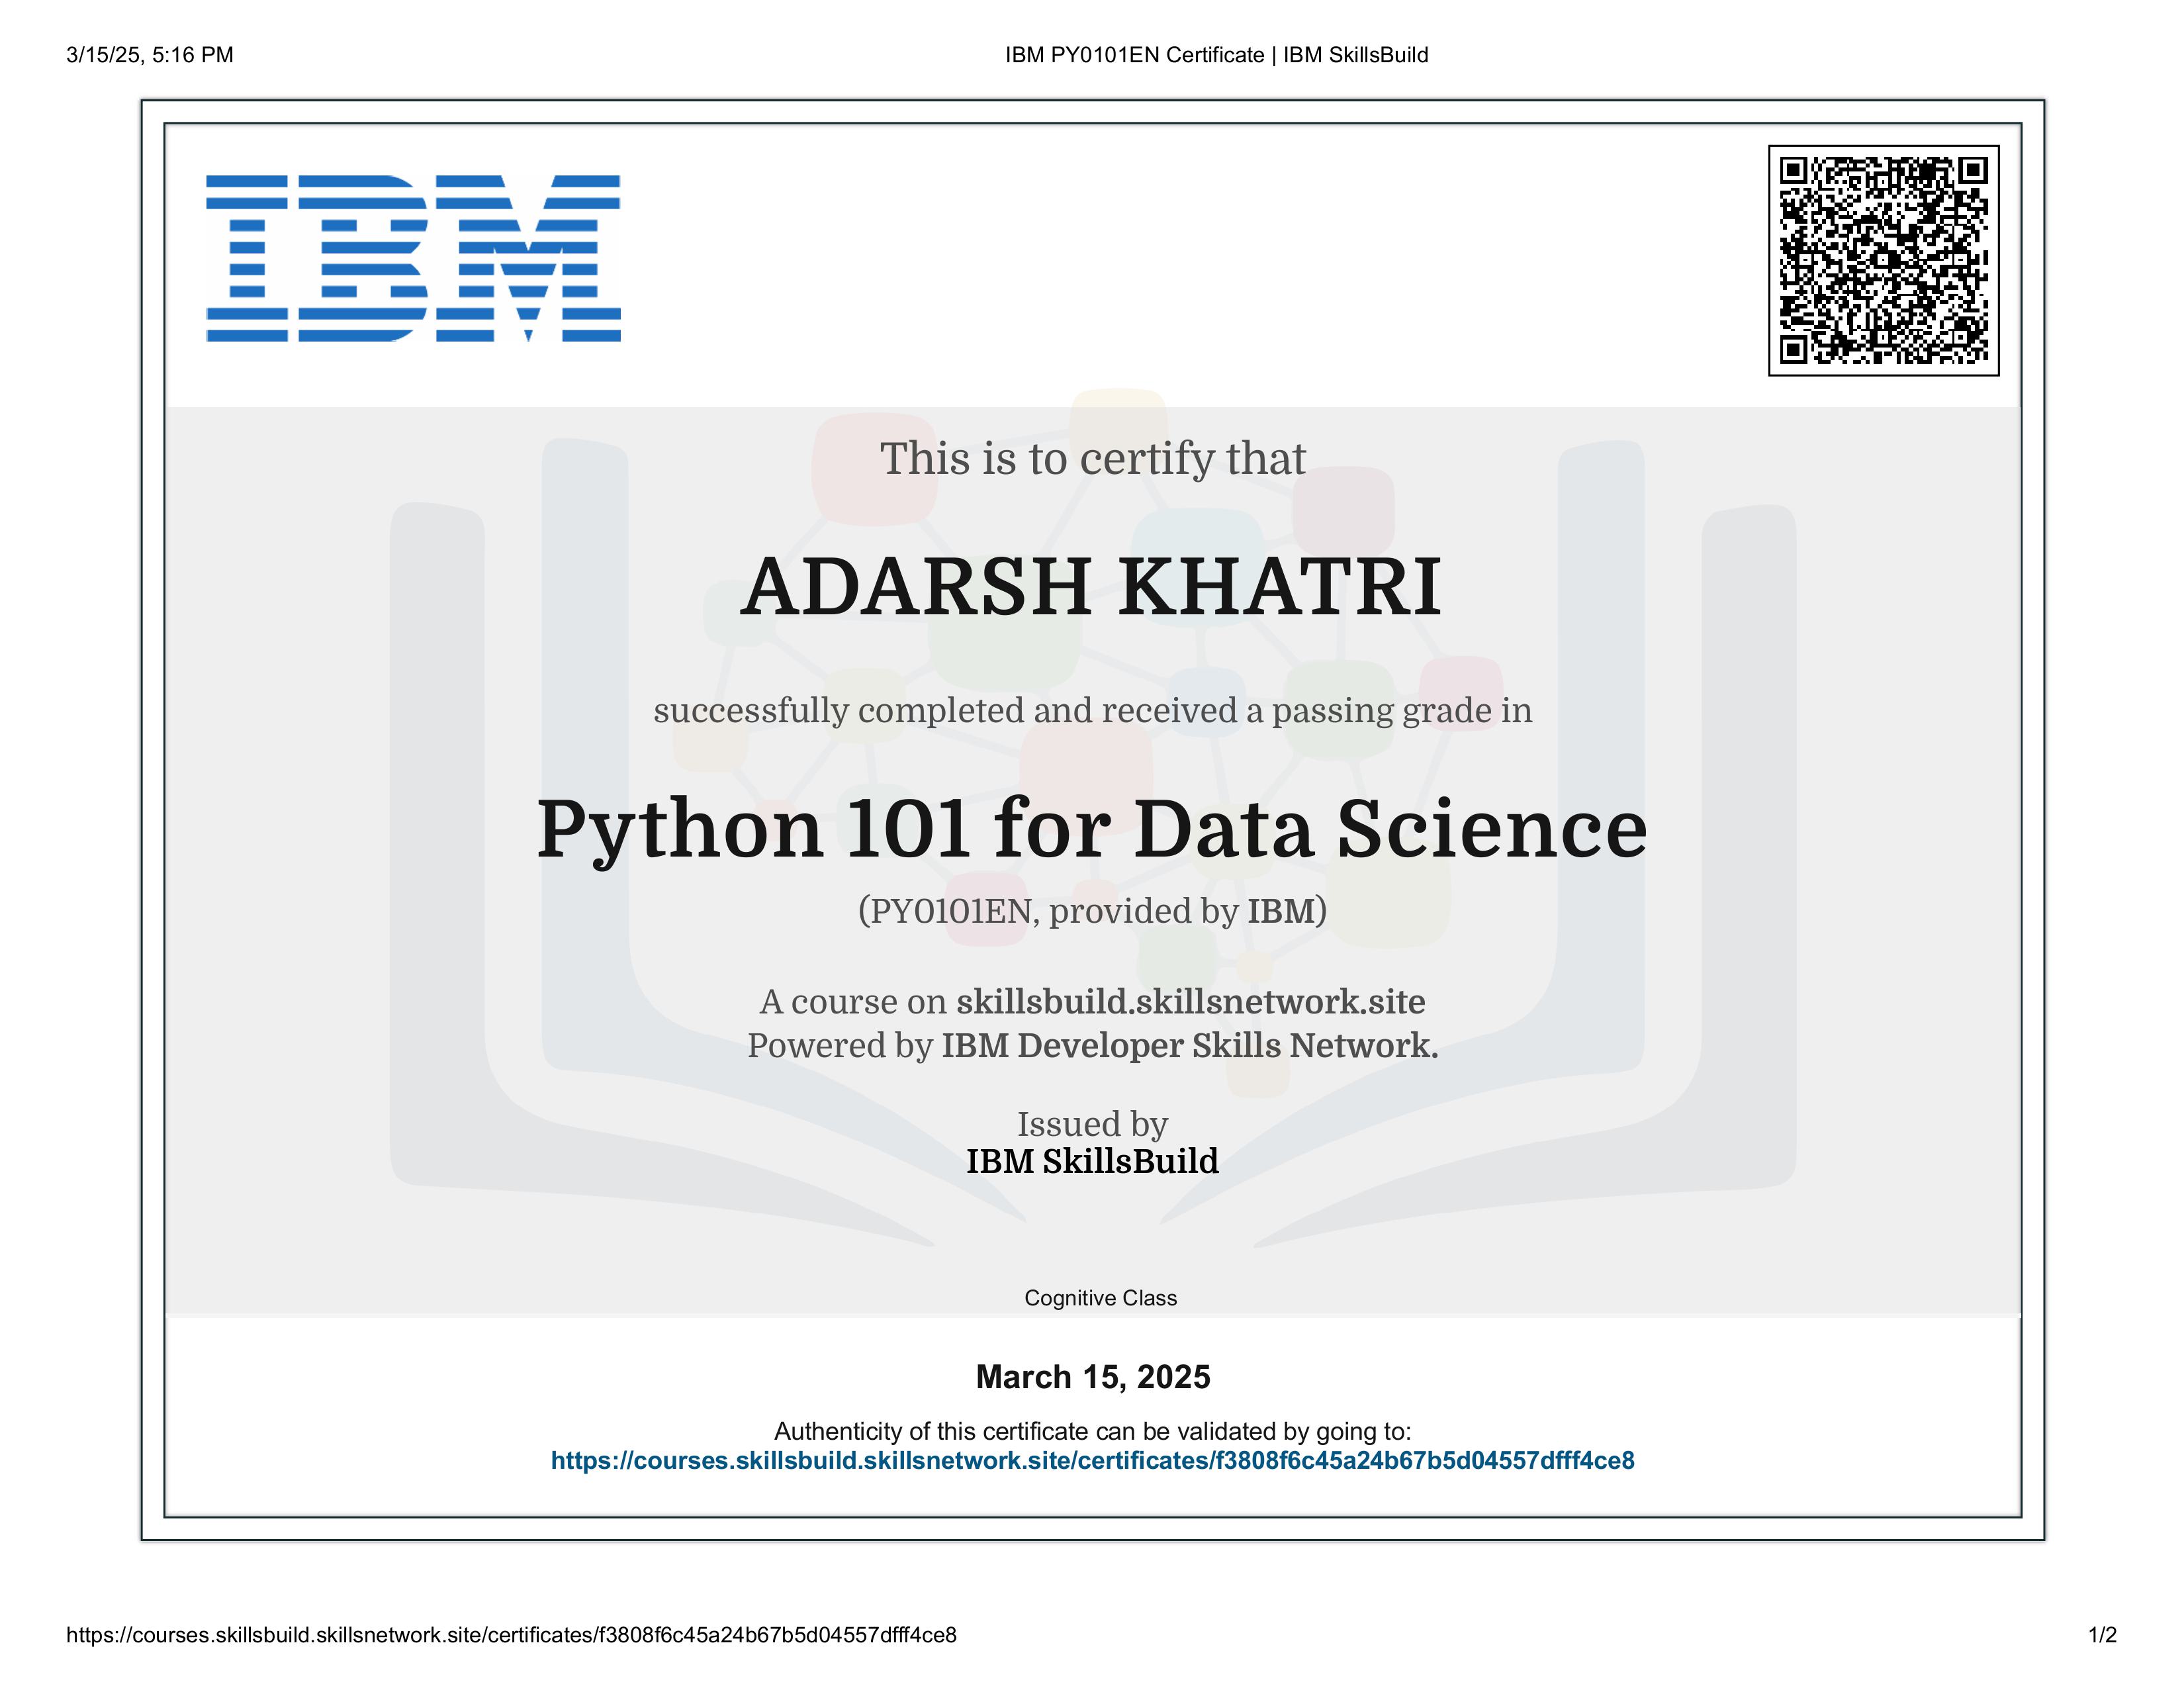 3/15/25, 5:16 PM
IBM PY0101EN Certificate | IBM SkillsBuild
IBM
This is to certify that
ADARSH KHATRI
successfully completed and received a passing grade in
Python 101 for Data Science
(PY0101EN, provided by IBM)
A course on skillsbuild.skillsnetwork.site
Powered by IBM Developer Skills Network.
Issued by
IBM SkillsBuild
Cognitive Class
March 15, 2025
Authenticity of this certificate can be validated by going to:
https://courses.skillsbuild.skillsnetwork.site/certificates/f3808f6c45a24b67b5d04557dfff4ce8
https://courses.skillsbuild.skillsnetwork.site/certificates/f3808f6c45a24b67b5d04557dfff4ce8
1/2